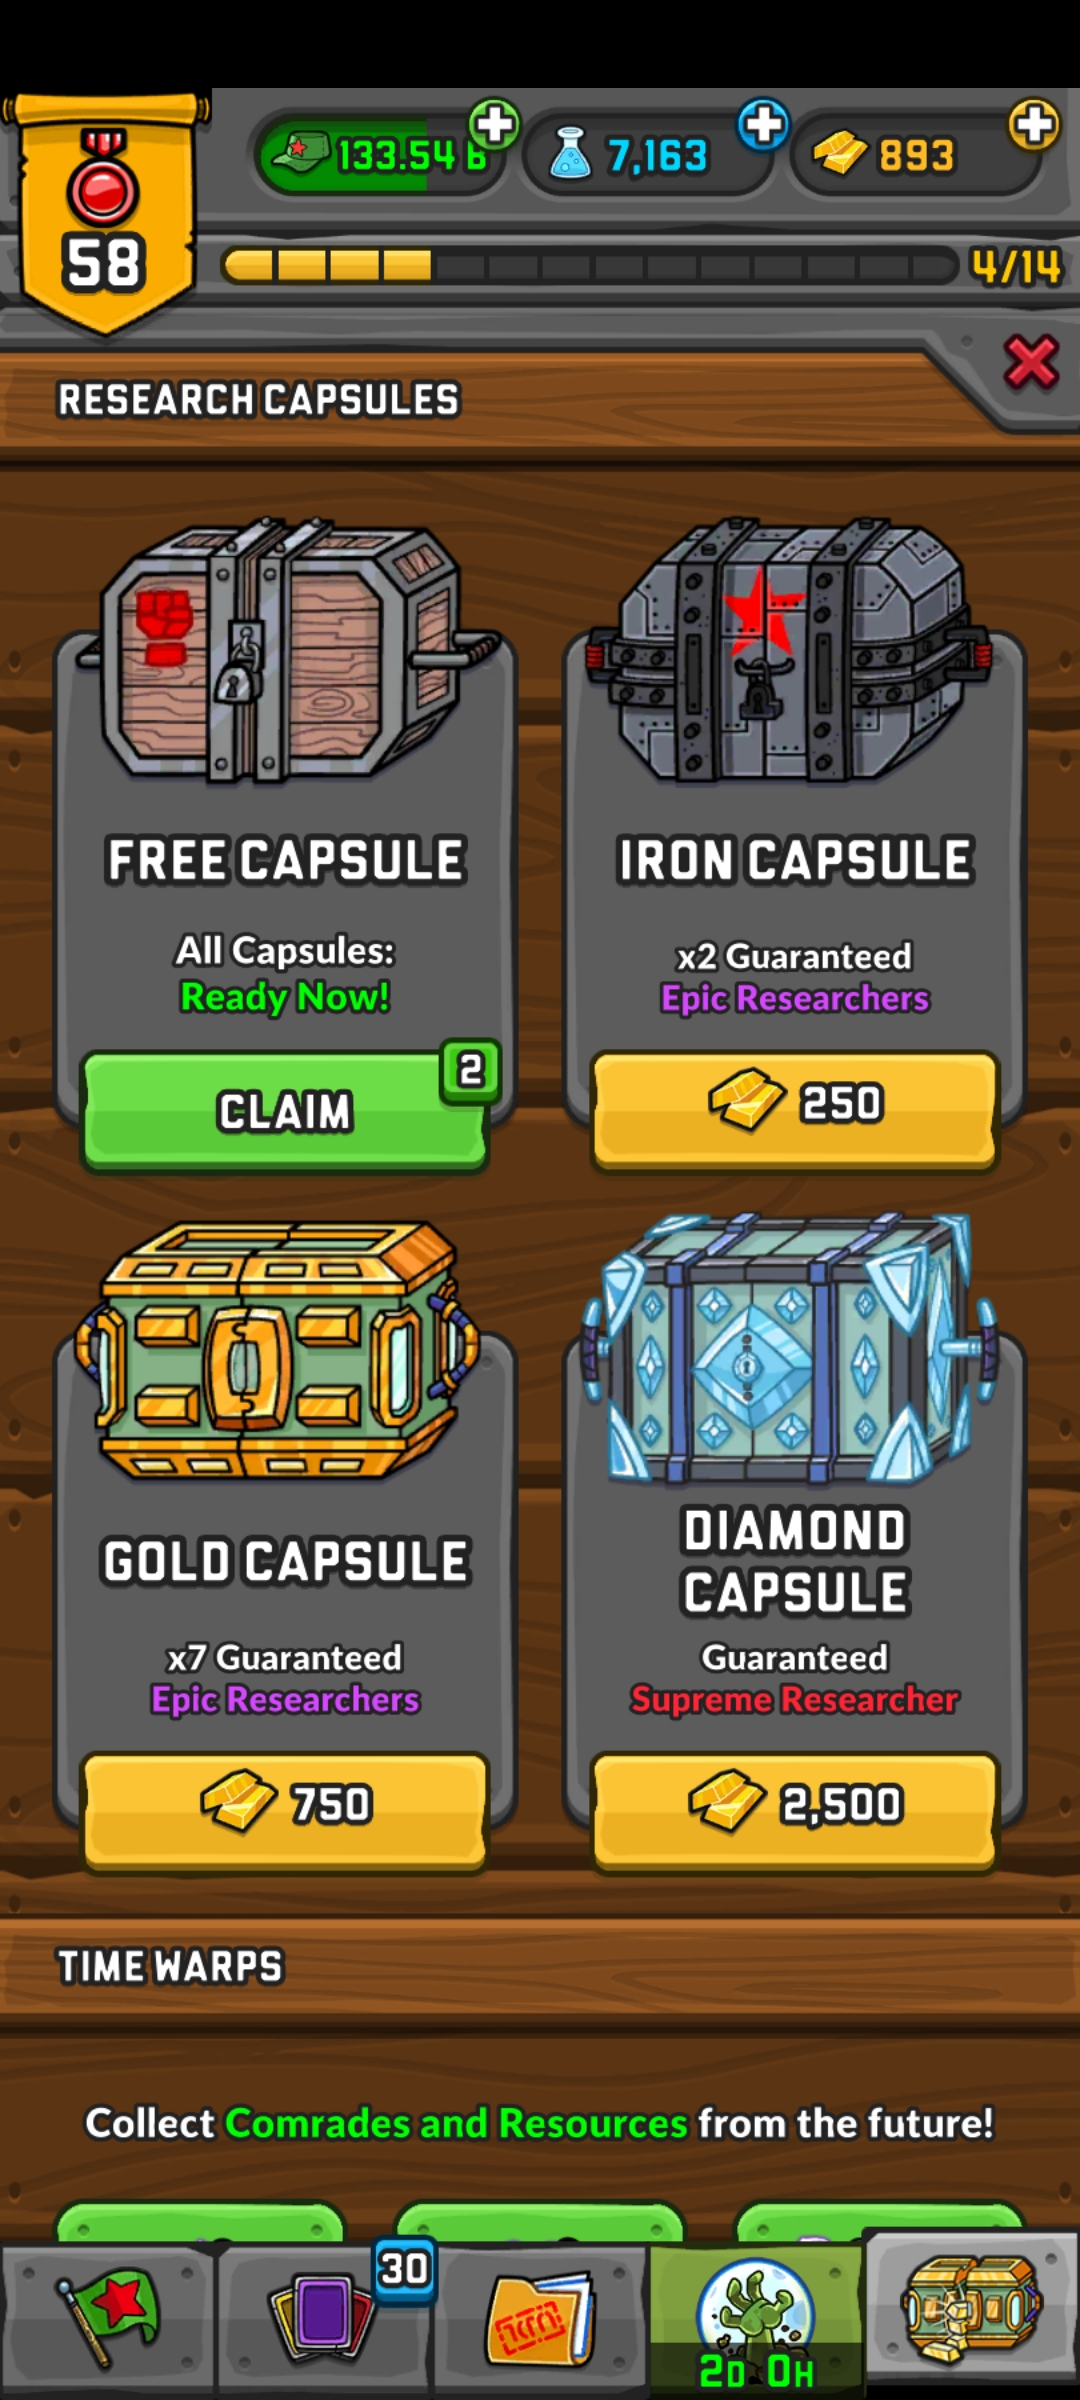 133.54 B
7,163
893
58
4/14
RESEARCH CAPSULES
FREE CAPSULE
All Capsules:
Ready Now!
CLAIM
2
IRON CAPSULE
x2 Guaranteed
Epic Researchers
250
GOLD CAPSULE
x7 Guaranteed
Epic Researchers
750
DIAMOND
CAPSULE
Guaranteed
Supreme Researcher
2,500
TIME WARPS
Collect Comrades and Resources from the future!
30
2D 0H